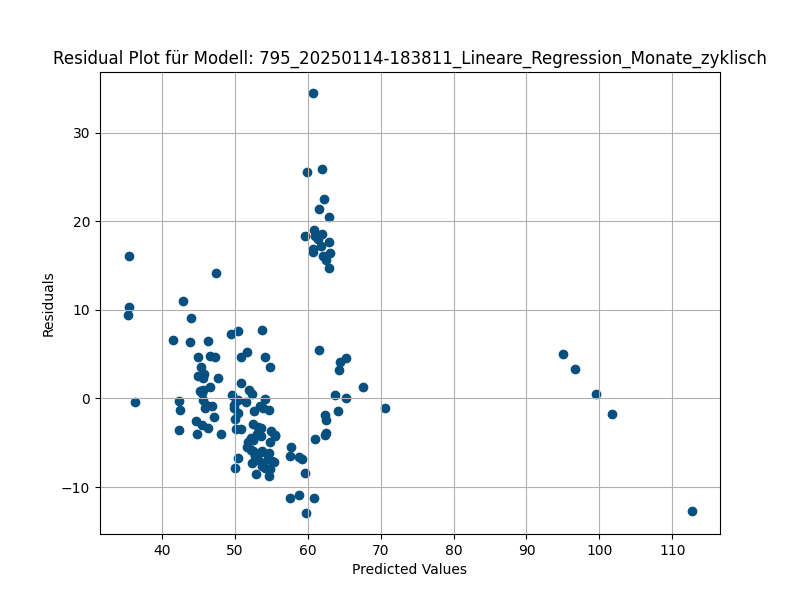 Residual Plot für Modell: 795_20250114-183811_Lineare_Regression_Monate_zyklisch
30
20
10
0
−10
Residuals
40 50 60 70 80 90 100 110
Predicted Values